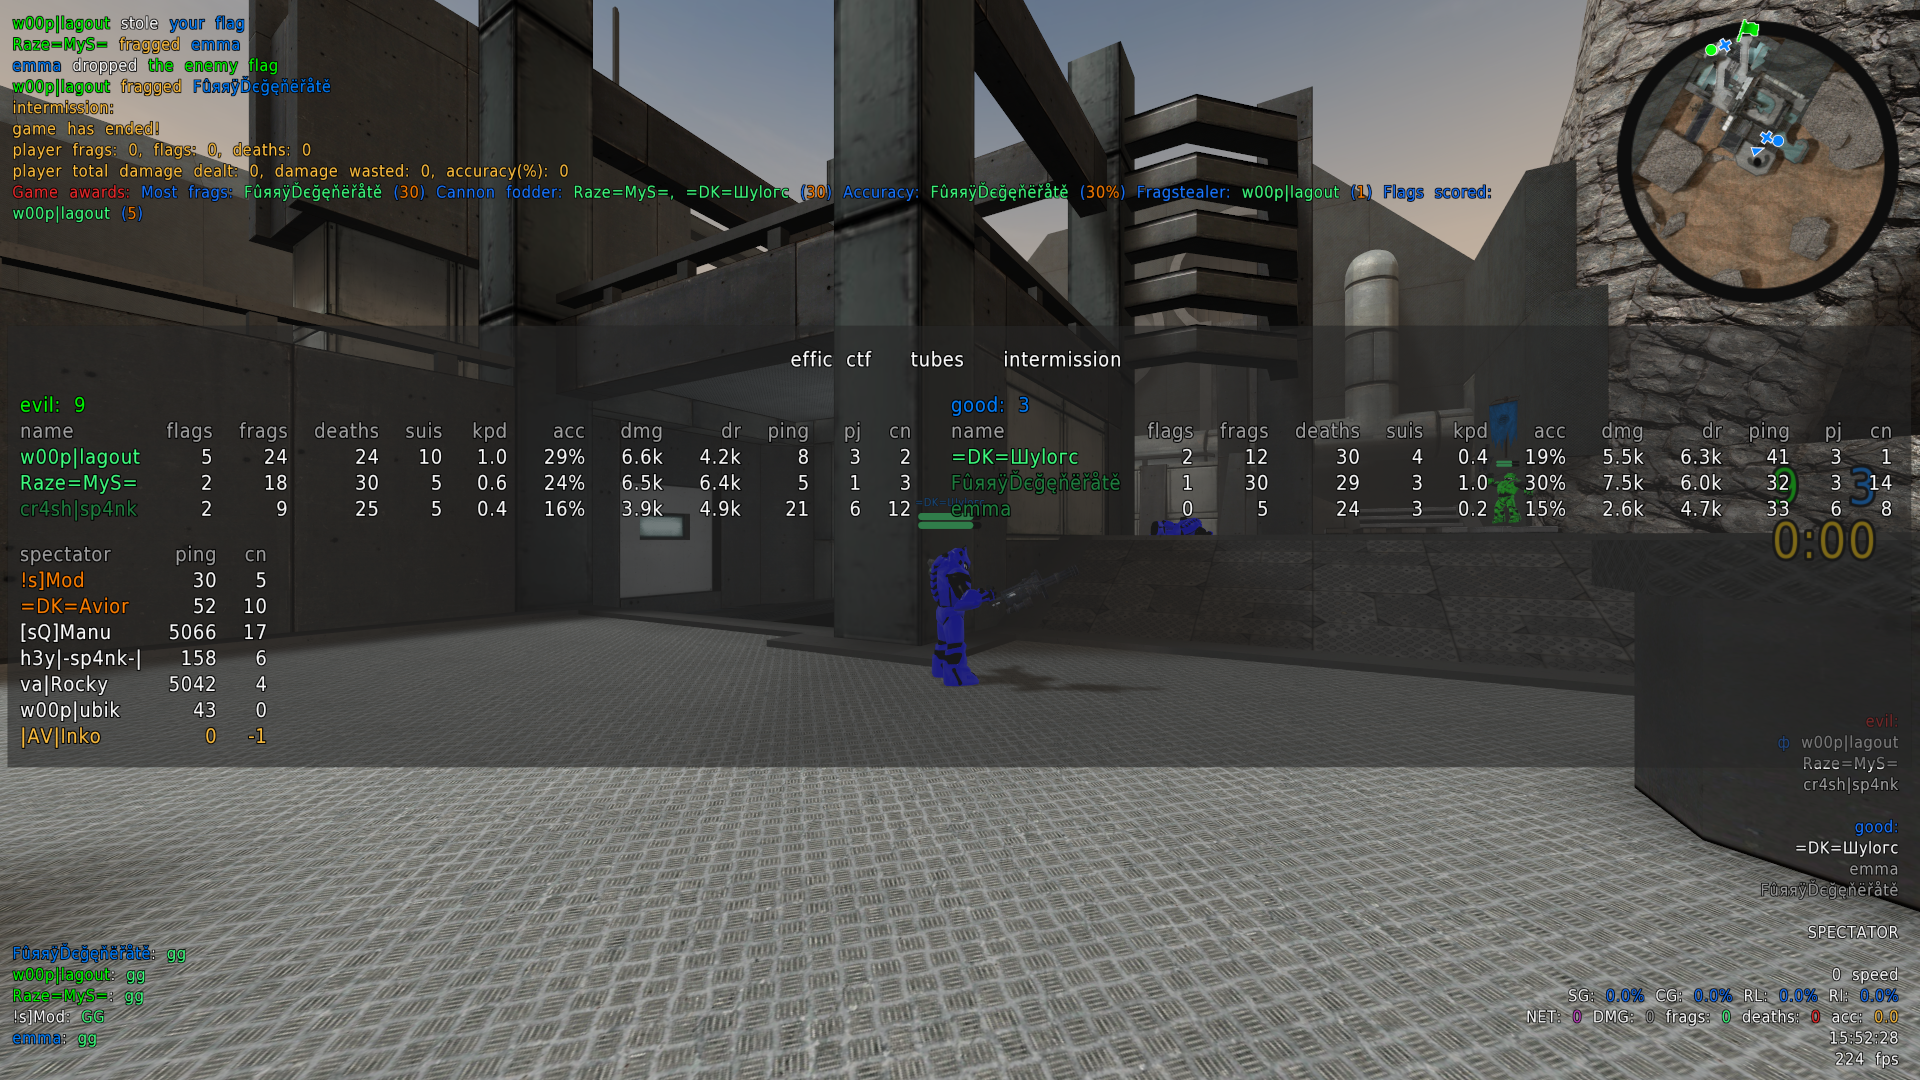 w00p|lagout stole your flag
Raze=MyS= fragged emma
emma dropped the enemy flag
w00p|lagout fragged FûяяÿĎєğęňëřåtě
intermission:
game has ended!
player frags: 0, flags: 0, deaths: 0
player total damage dealt: 0, damage wasted: 0, accuracy(%): 0
Game awards: Most frags: FûяяÿĎєğęňëřåtě (30) Cannon fodder: Raze=MyS=, =DK=Шуlогс (30) Accuracy: FûяяÿĎєğęňëřåtě (30%) Fragstealer: w00p|lagout (1) Flags scored:
w00p|lagout (5)
effic ctf tubes intermission
evil: 9
name flags frags deaths suis kpd acc dmg dr ping pj cn
w00p|lagout 5 24 24 10 1.0 29% 6.6k 4.2k 8 3 2
Raze=MyS= 2 18 30 5 0.6 24% 6.5k 6.4k 5 1 3
cr4sh|sp4nk 2 9 25 5 0.4 16% 3.9k 4.9k 21 6 12
good: 3
name flags frags deaths suis kpd acc dmg dr ping pj cn
=DK=Шуlогс 2 12 30 4 0.4 19% 5.5k 6.3k 41 3 1
FûяяÿĎєğęňëřåtě 1 30 29 3 1.0 30% 7.5k 6.0k 32 3 14
emma 0 5 24 3 0.2 15% 2.6k 4.7k 33 6 8
=DK=Шуlогс
9 3
0:00
spectator ping cn
!s]Mod 30 5
=DK=Avior 52 10
[sQ]Manu 5066 17
h3y|-sp4nk-| 158 6
va|Rocky 5042 4
w00p|ubik 43 0
|AV|Inko 0 -1
evil:
ф w00p|lagout
Raze=MyS=
cr4sh|sp4nk
good:
=DK=Шуlогс
emma
FûяяÿĎєğęňëřåtě
SPECTATOR
0 speed
SG: 0.0% CG: 0.0% RL: 0.0% RI: 0.0%
NET: 0 DMG: 0 frags: 0 deaths: 0 acc: 0.0
15:52:28
224 fps
FûяяÿĎєğęňëřåtě: gg
w00p|lagout: gg
Raze=MyS=: gg
!s]Mod: GG
emma: gg